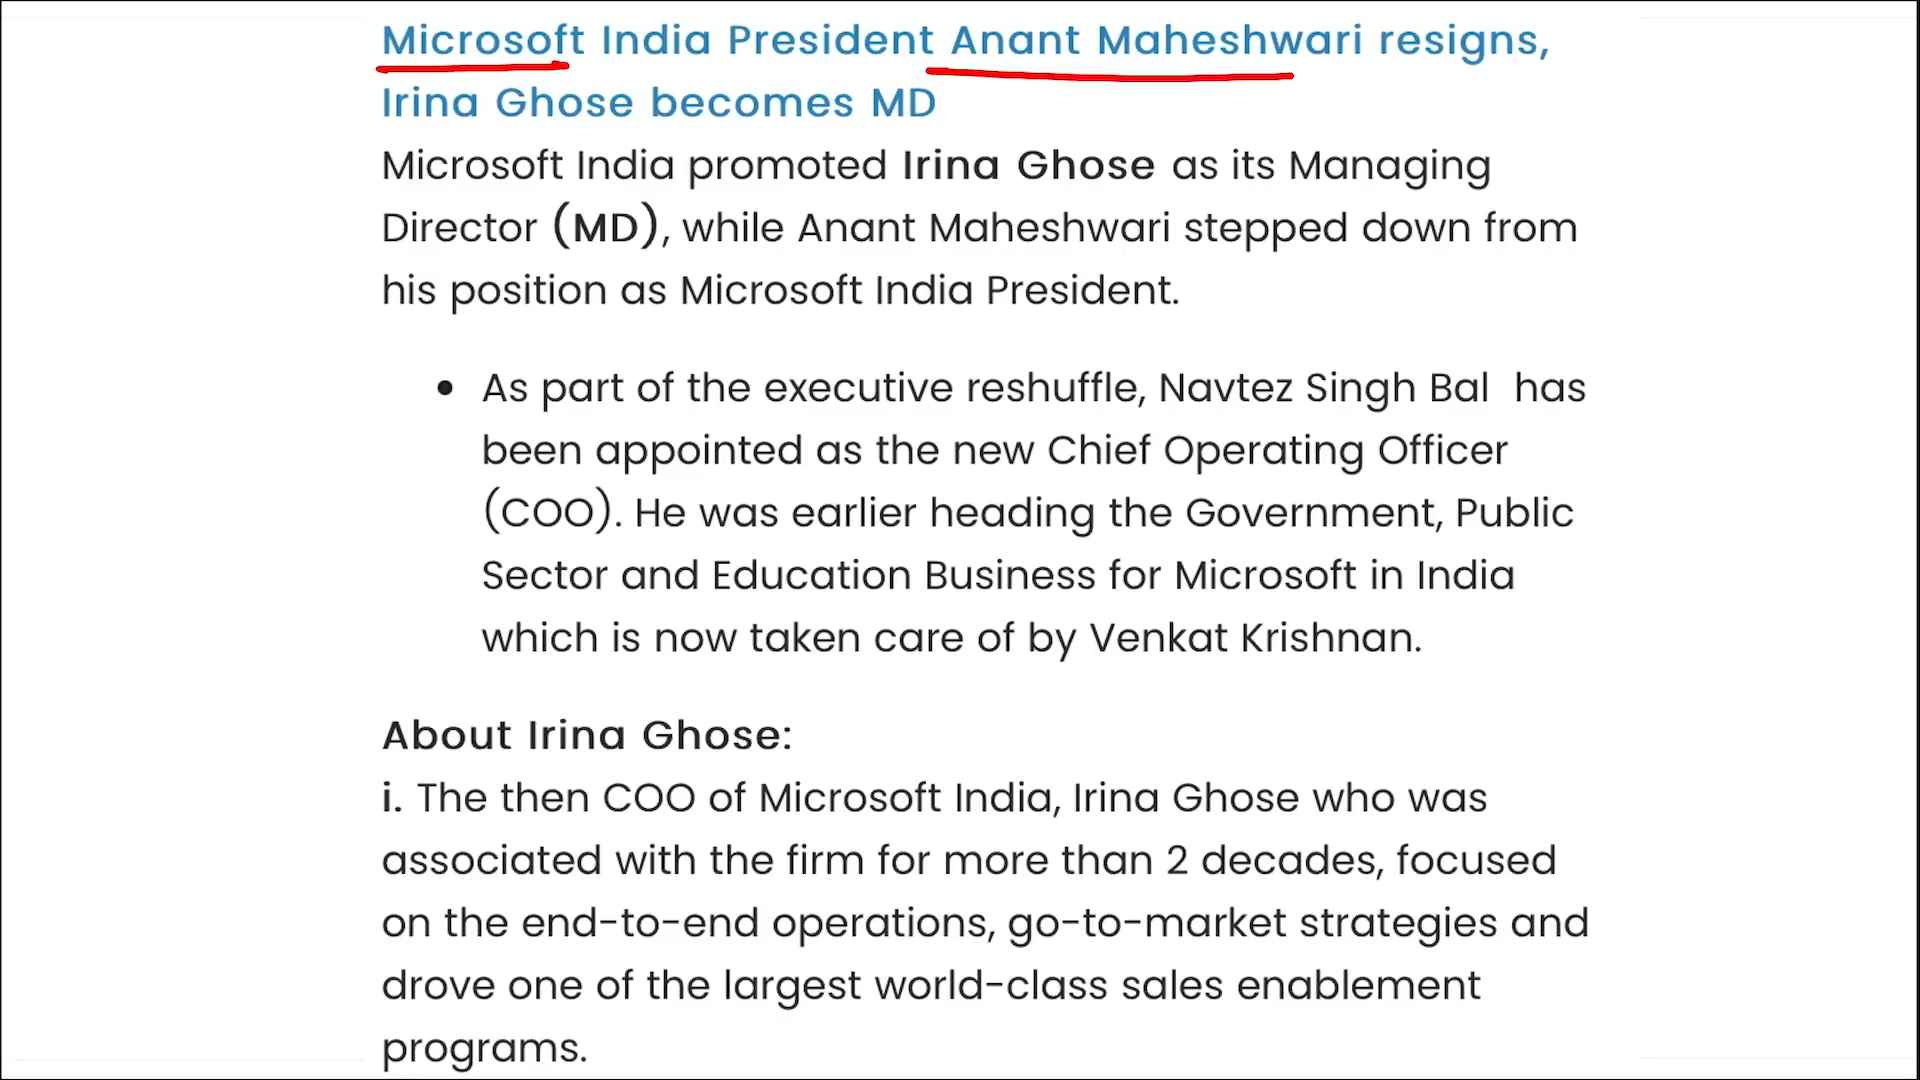 Microsoft India President Anant Maheshwari resigns,
Irina Ghose becomes MD
Microsoft India promoted Irina Ghose as its Managing
Director (MD), while Anant Maheshwari stepped down from
his position as Microsoft India President.
• As part of the executive reshuffle, Navtez Singh Bal has
been appointed as the new Chief Operating Officer
(COO). He was earlier heading the Government, Public
Sector and Education Business for Microsoft in India
which is now taken care of by Venkat Krishnan.
About Irina Ghose:
i. The then COO of Microsoft India, Irina Ghose who was
associated with the firm for more than 2 decades, focused
on the end-to-end operations, go-to-market strategies and
drove one of the largest world-class sales enablement
programs.